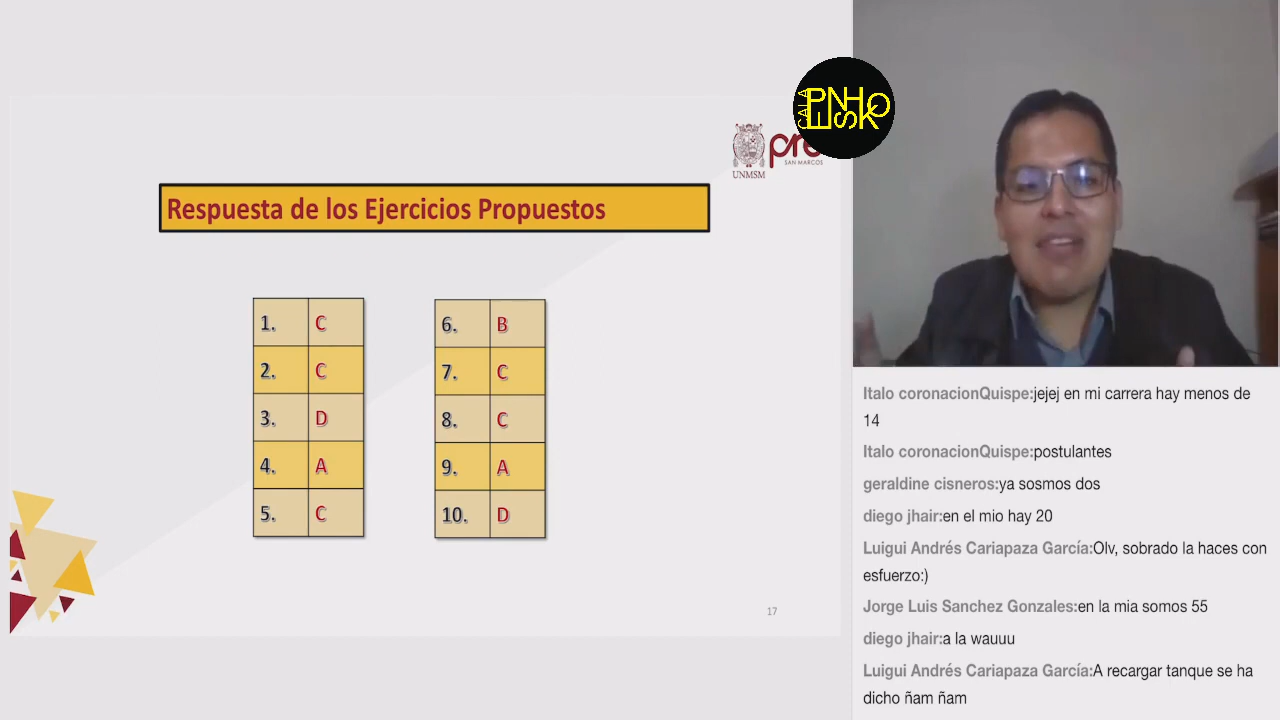 CALA
PENHO
ESK
pre
SAN MARCOS
UNMSM
Respuesta de los Ejercicios Propuestos
1. C
2. C
3. D
4. A
5. C
6. B
7. C
8. C
9. A
10. D
17
Italo coronacionQuispe:jejej en mi carrera hay menos de
14
Italo coronacionQuispe:postulantes
geraldine cisneros:ya sosmos dos
diego jhair:en el mio hay 20
Luigui Andrés Cariapaza García:Olv, sobrado la haces con
esfuerzo:)
Jorge Luis Sanchez Gonzales:en la mia somos 55
diego jhair:a la wauuu
Luigui Andrés Cariapaza García:A recargar tanque se ha
dicho ñam ñam